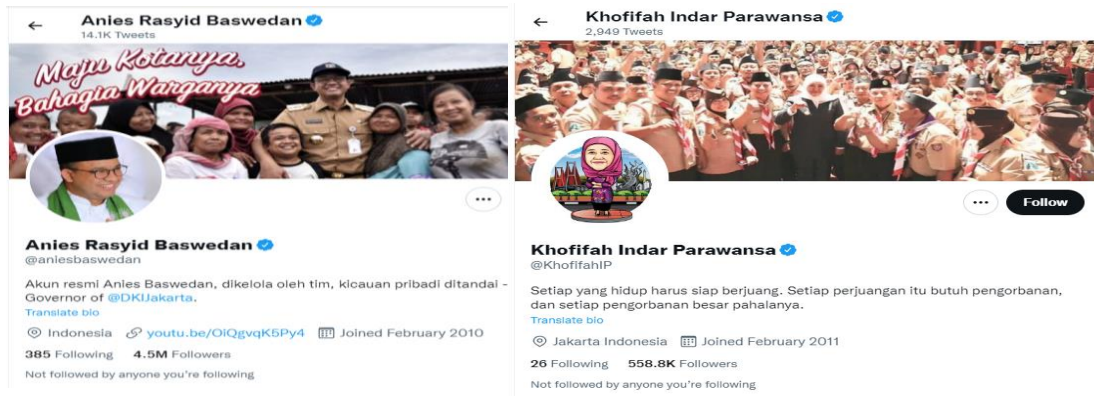 Anies Rasyid Baswedan
14.1K Tweets
Maju Kotanya,
Bahagia Warganya
Anies Rasyid Baswedan
@aniesbaswedan
Akun resmi Anies Baswedan, dikelola oleh tim, kicauan pribadi ditandai -
Governor of @DKIJakarta.
Translate bio
Indonesia youtu.be/OiQgvqK5Py4 Joined February 2010
385 Following 4.5M Followers
Not followed by anyone you're following
Khofifah Indar Parawansa
2,949 Tweets
Follow
Khofifah Indar Parawansa
@KhofifahIP
Setiap yang hidup harus siap berjuang. Setiap perjuangan itu butuh pengorbanan,
dan setiap pengorbanan besar pahalanya.
Translate bio
Jakarta Indonesia Joined February 2011
26 Following 558.8K Followers
Not followed by anyone you're following